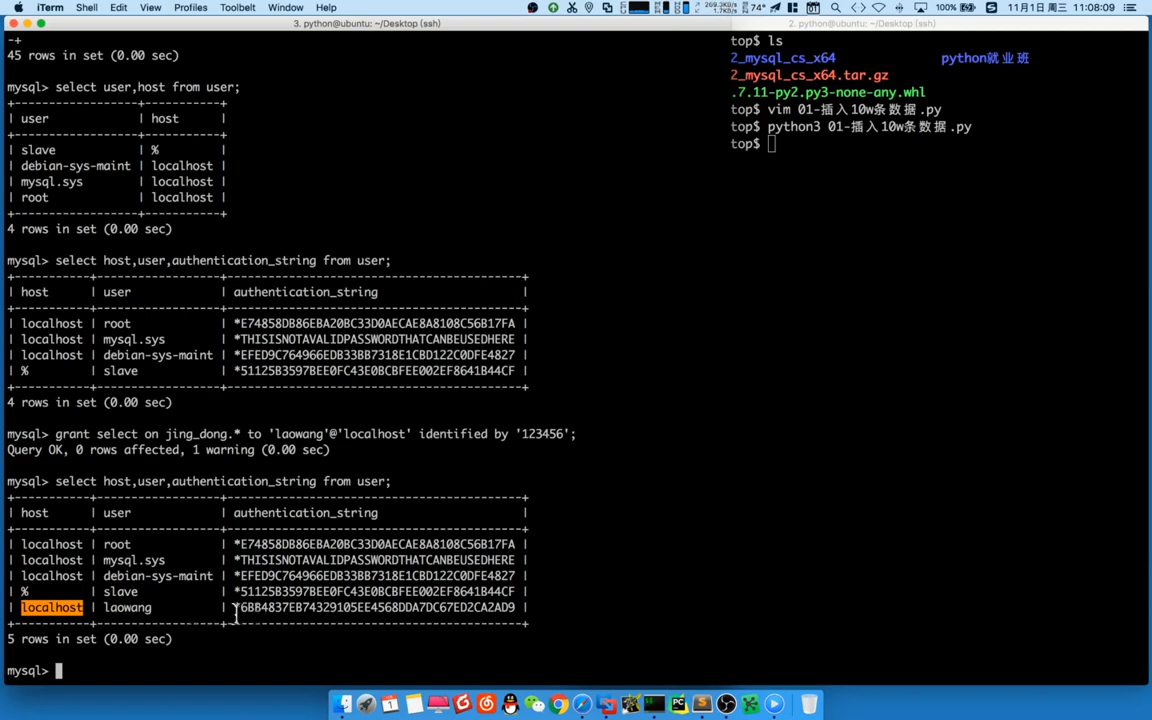 iTerm Shell Edit View Profiles Toolbelt Window Help 269.3KB 1.7KB 74° 100% 11月1日 周三 11:08:09
3. python@ubuntu: ~/Desktop (ssh)
2. python@ubuntu: ~/Desktop (ssh)
-+
45 rows in set (0.00 sec)
mysql> select user,host from user;
+------------------+-----------+
| user | host |
+------------------+-----------+
| slave | % |
| debian-sys-maint | localhost |
| mysql.sys | localhost |
| root | localhost |
+------------------+-----------+
4 rows in set (0.00 sec)
mysql> select host,user,authentication_string from user;
+-----------+------------------+-------------------------------------------+
| host | user | authentication_string |
+-----------+------------------+-------------------------------------------+
| localhost | root | *E74858DB86EBA20BC33D0AECAE8A8108C56B17FA |
| localhost | mysql.sys | *THISISNOTAVALIDPASSWORDTHATCANBEUSEDHERE |
| localhost | debian-sys-maint | *EFED9C764966EDB33BB7318E1CBD122C0DFE4827 |
| % | slave | *51125B3597BEE0FC43E0BCBFEE002EF8641B44CF |
+-----------+------------------+-------------------------------------------+
4 rows in set (0.00 sec)
mysql> grant select on jing_dong.* to 'laowang'@'localhost' identified by '123456';
Query OK, 0 rows affected, 1 warning (0.00 sec)
mysql> select host,user,authentication_string from user;
+-----------+------------------+-------------------------------------------+
| host | user | authentication_string |
+-----------+------------------+-------------------------------------------+
| localhost | root | *E74858DB86EBA20BC33D0AECAE8A8108C56B17FA |
| localhost | mysql.sys | *THISISNOTAVALIDPASSWORDTHATCANBEUSEDHERE |
| localhost | debian-sys-maint | *EFED9C764966EDB33BB7318E1CBD122C0DFE4827 |
| % | slave | *51125B3597BEE0FC43E0BCBFEE002EF8641B44CF |
| localhost | laowang | *6BB4837EB74329105EE4568DDA7DC67ED2CA2AD9 |
+-----------+------------------+-------------------------------------------+
5 rows in set (0.00 sec)
mysql>
top$ ls
2_mysql_cs_x64 python就业班
2_mysql_cs_x64.tar.gz
.7.11-py2.py3-none-any.whl
top$ vim 01-插入10w条数据.py
top$ python3 01-插入10w条数据.py
top$